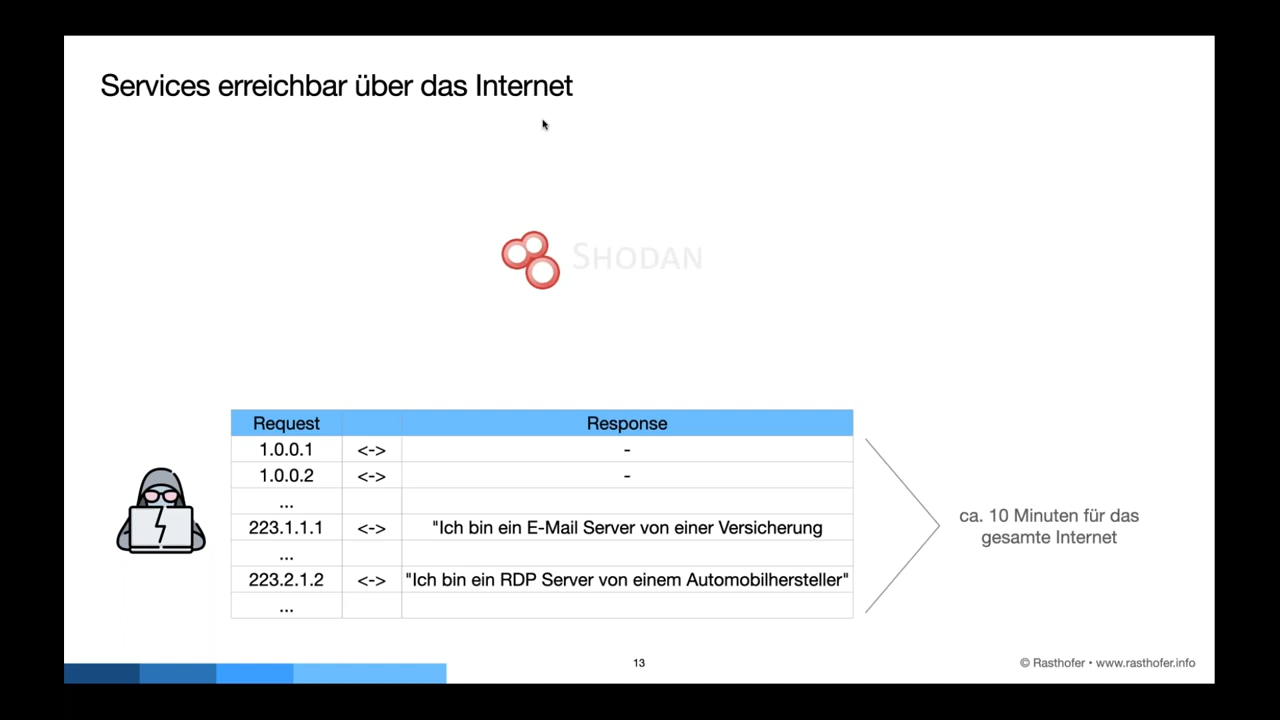 Services erreichbar über das Internet
SHODAN
Request Response
1.0.0.1 <-> -
1.0.0.2 <-> -
...
223.1.1.1 <-> "Ich bin ein E-Mail Server von einer Versicherung
...
223.2.1.2 <-> "Ich bin ein RDP Server von einem Automobilhersteller"
...
ca. 10 Minuten für das
gesamte Internet
13
© Rasthofer • www.rasthofer.info